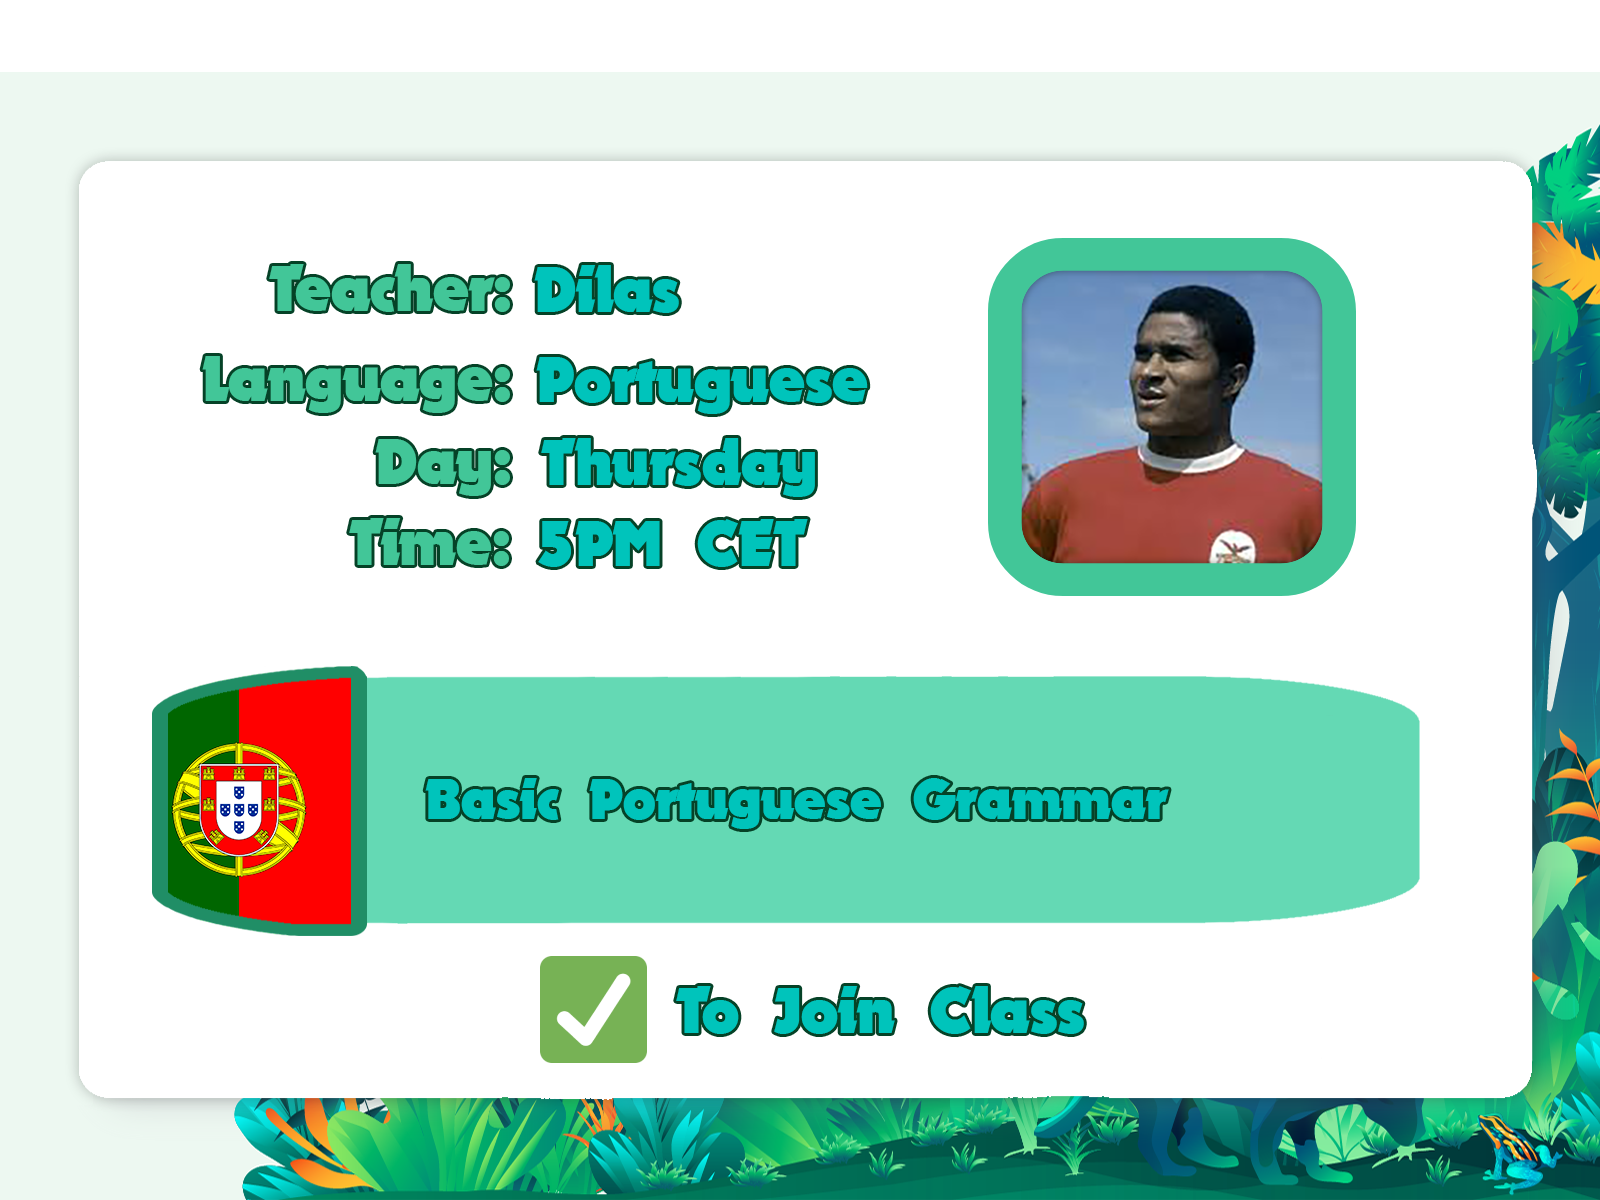 Teacher: Dilas
Language: Portuguese
Day: Thursday
Time: 5PM CET
Basic Portuguese Grammar
To Join Class